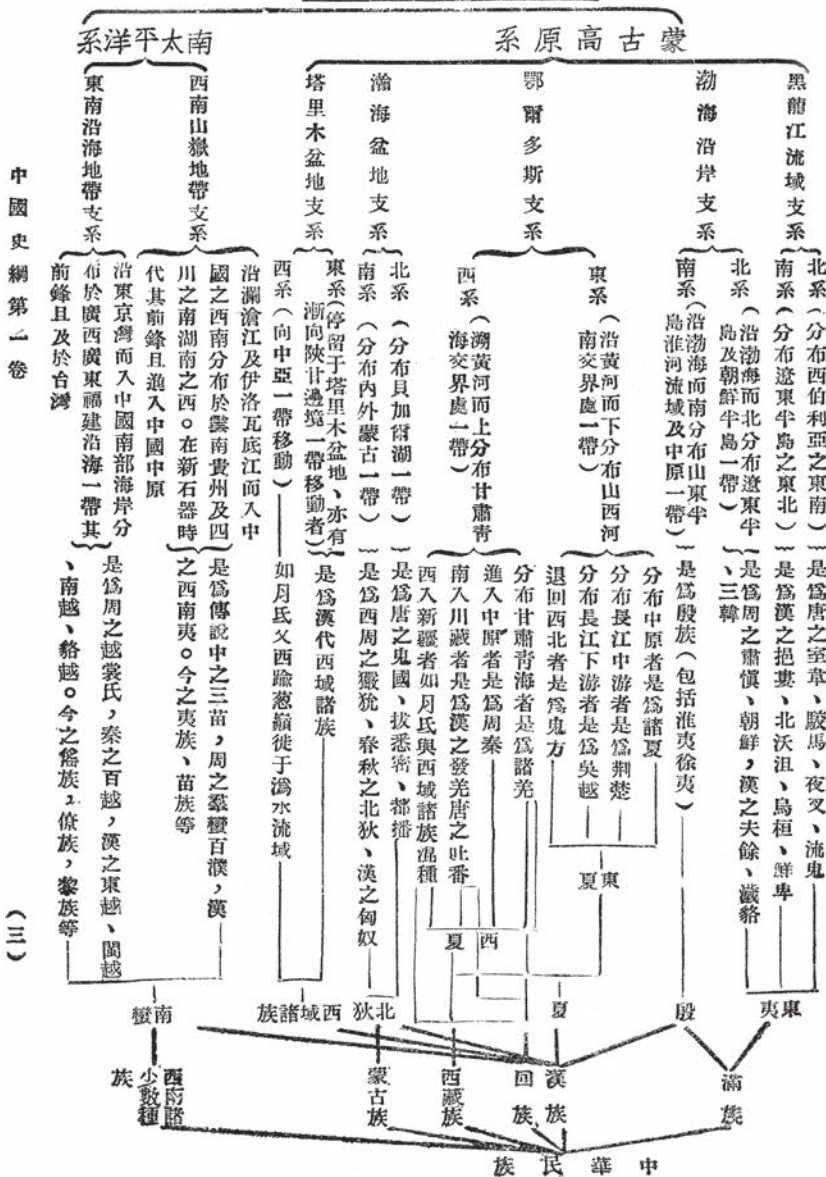 蒙古高原系
黑龍江流域支系
北系(分布西伯利亞之東南)
是爲唐之室韋、駮馬、夜叉、流鬼
南系(分布遼東半島之東北)
是爲漢之挹婁、北沃沮、烏桓、鮮卑
渤海沿岸支系
北系(沿渤海而北分布遼東半
島及朝鮮半島一帶)
是爲周之肅愼、朝鮮,漢之夫餘、濊貉
、三韓
南系(沿渤海而南分布山東半
島淮河流域及中原一帶)
是爲殷族(包括淮夷徐夷)
鄂爾多斯支系
東系(沿黃河而下分布山西河
南交界處一帶)
分布中原者是爲諸夏
分布長江中游者是爲荆楚
分布長江下游者是爲吳越
退回西北者是爲鬼方
西系(溯黃河而上分布甘肅靑
海交界處一帶)
分布甘肅靑海者是爲諸羌
進入中原者是爲周秦
南入川藏者是爲漢之發羌唐之吐番
西入新疆者如月氏與西域諸族混種
瀚海盆地支系
北系(分布貝加爾湖一帶)
是爲唐之鬼國、拔悉密、都播
南系(分布內外蒙古一帶)
是爲西周之玁狁、春秋之北狄、漢之匈奴
塔里木盆地支系
東系(停留于塔里木盆地、亦有
漸向陝甘邊境一帶移動者)
是爲漢代西域諸族
西系(向中亞一帶移動)
如月氏又西踰葱嶺徙于嬀水流域
南太平洋系
西南山嶽地帶支系
沿瀾滄江及伊洛瓦底江而入中
國之西南分布於雲南貴州及四
川之南湖南之西。在新石器時
代其前鋒且進入中國中原
是爲傳說中之三苗,周之羣蠻百濮,漢
之西南夷。今之夷族、苗族等
東南沿海地帶支系
沿東京灣而入中國南部海岸分
布於廣西廣東福建沿海一帶其
前鋒且及於台灣
是爲周之越裳氏,秦之百越,漢之東越、閩越
、南越、駱越。今之傜族,僚族,黎族等
東夏
西夏
東夷
殷
夏
北狄
西域諸族
南蠻
滿族
漢族
回族
西藏族
蒙古族
西南諸
少數種
族
中華民族
中國史綱第一卷
(三)